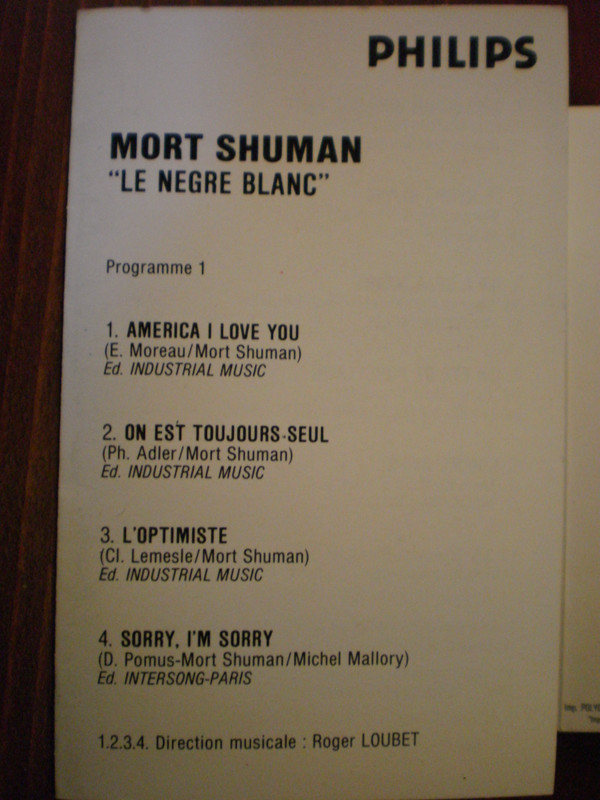 PHILIPS
MORT SHUMAN
"LE NEGRE BLANC"
Programme 1
1. AMERICA I LOVE YOU
(E. Moreau/Mort Shuman)
Ed. INDUSTRIAL MUSIC
2. ON EST TOUJOURS SEUL
(Ph. Adler/Mort Shuman)
Ed. INDUSTRIAL MUSIC
3. L'OPTIMISTE
(Cl. Lemesle/Mort Shuman)
Ed. INDUSTRIAL MUSIC
4. SORRY, I'M SORRY
(D. Pomus-Mort Shuman/Michel Mallory)
Ed. INTERSONG-PARIS
1.2.3.4. Direction musicale : Roger LOUBET